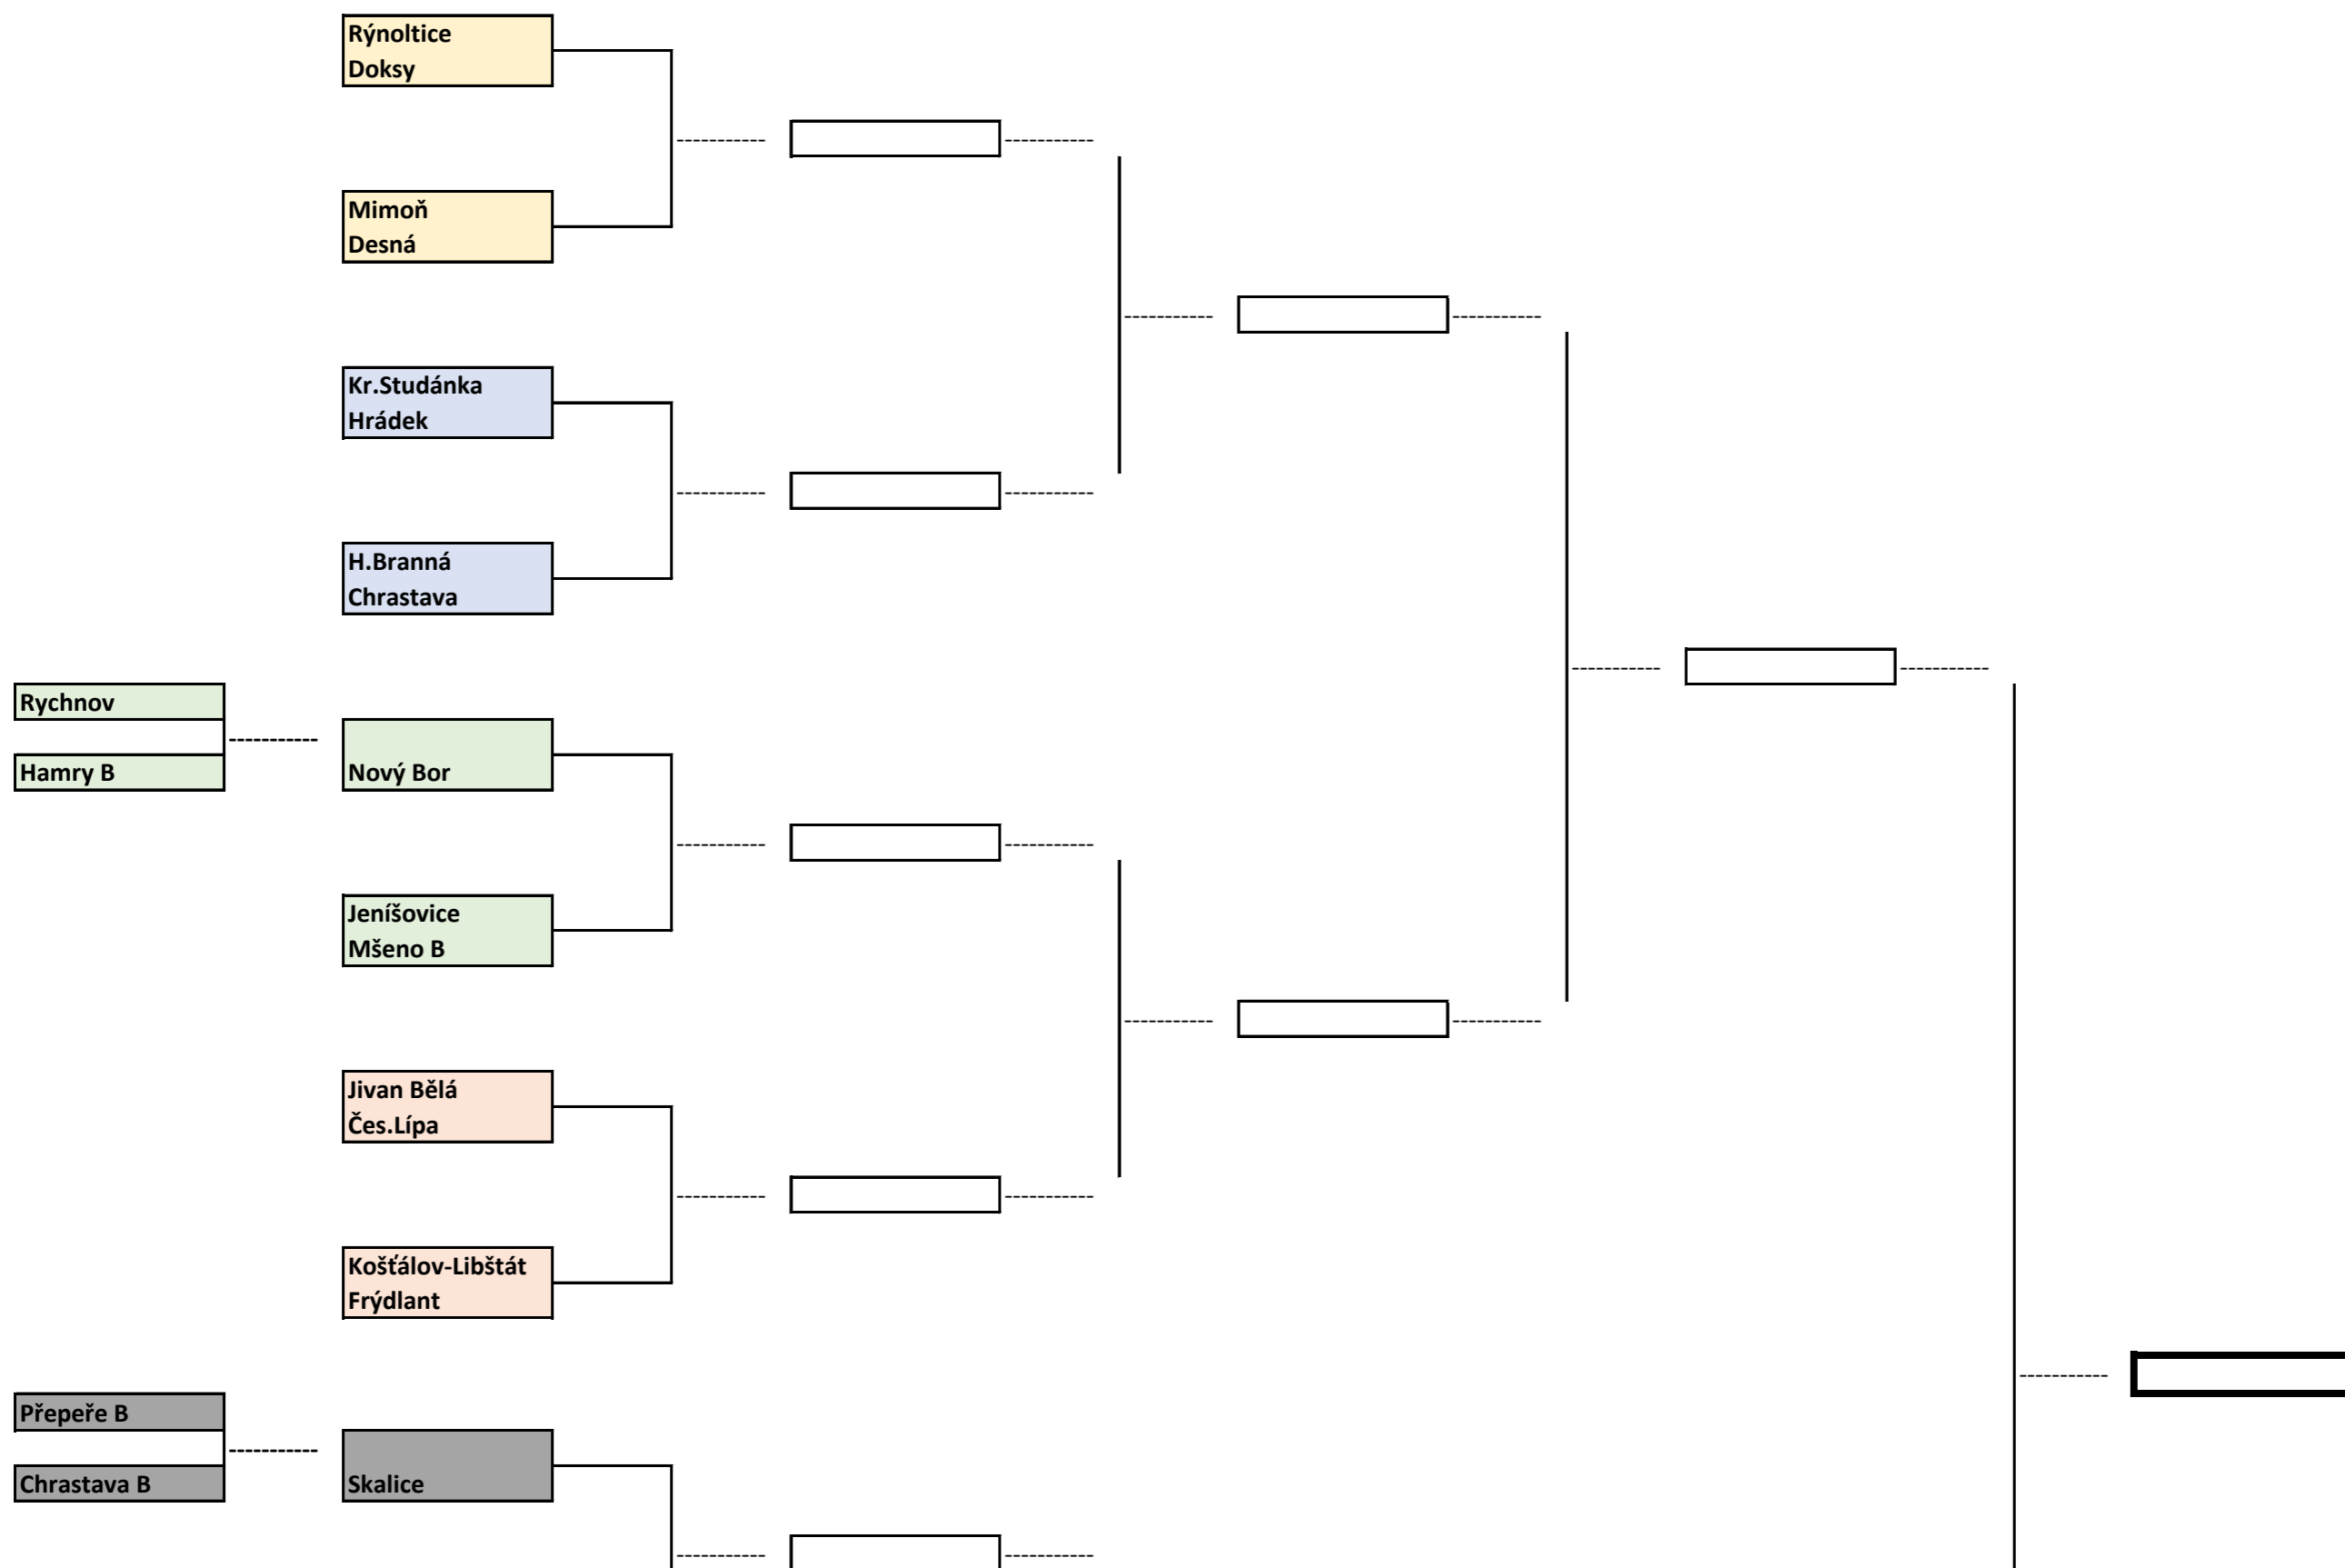 Rýnoltice
Doksy
Mimoň
Desná
Kr.Studánka
Hrádek
H.Branná
Chrastava
Rychnov
Hamry B
Nový Bor
Jeníšovice
Mšeno B
Jivan Bělá
Čes.Lípa
Košťálov-Libštát
Frýdlant
Přepeře B
Chrastava B
Skalice